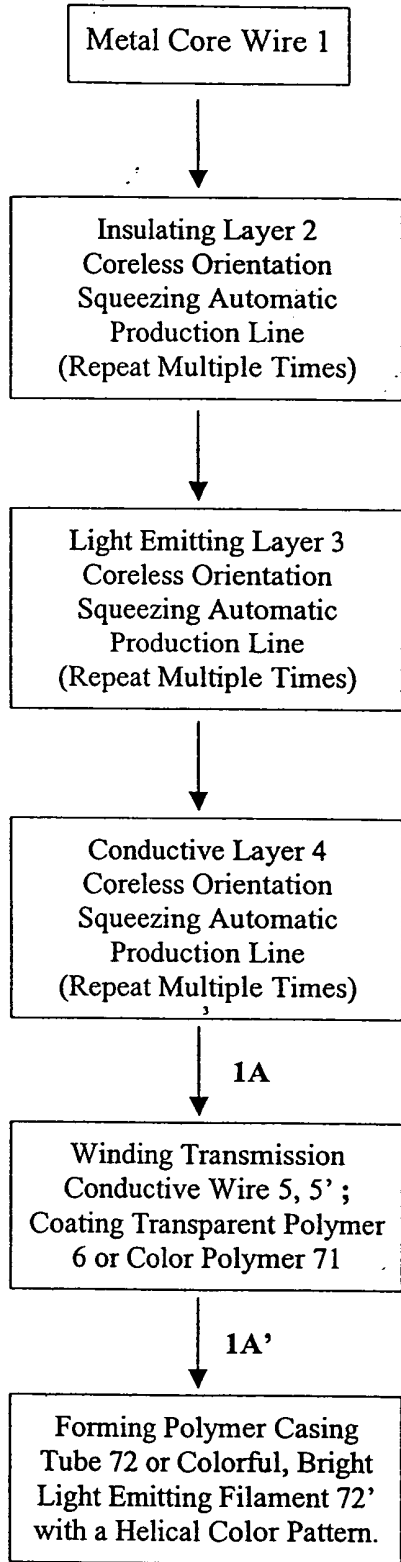 Metal Core Wire 1
Insulating Layer 2
Coreless Orientation
Squeezing Automatic
Production Line
(Repeat Multiple Times)
Light Emitting Layer 3
Coreless Orientation
Squeezing Automatic
Production Line
(Repeat Multiple Times)
Conductive Layer 4
Coreless Orientation
Squeezing Automatic
Production Line
(Repeat Multiple Times)
3
1A
Winding Transmission
Conductive Wire 5, 5’ ;
Coating Transparent Polymer
6 or Color Polymer 71
1A’
Forming Polymer Casing
Tube 72 or Colorful, Bright
Light Emitting Filament 72’
with a Helical Color Pattern.